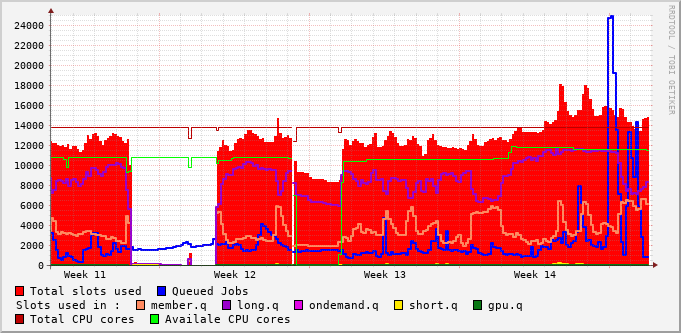 RRDTOOL / TOBI OETIKER
24000
22000
20000
18000
16000
14000
12000
10000
8000
6000
4000
2000
0
Week 11 Week 12 Week 13 Week 14
Total slots used Queued Jobs
Slots used in : member.q long.q ondemand.q short.q gpu.q
Total CPU cores Availale CPU cores